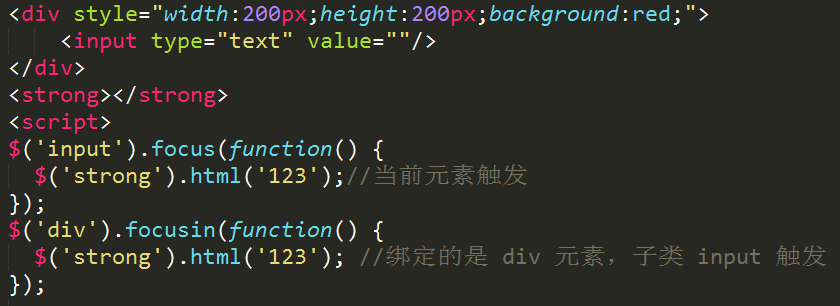 <div style="width:200px;height:200px;background:red;">
    <input type="text" value=""/>
</div>
<strong></strong>
<script>
$('input').focus(function() {
  $('strong').html('123');//当前元素触发
});
$('div').focusin(function() {
  $('strong').html('123'); //绑定的是 div 元素，子类 input 触发
});